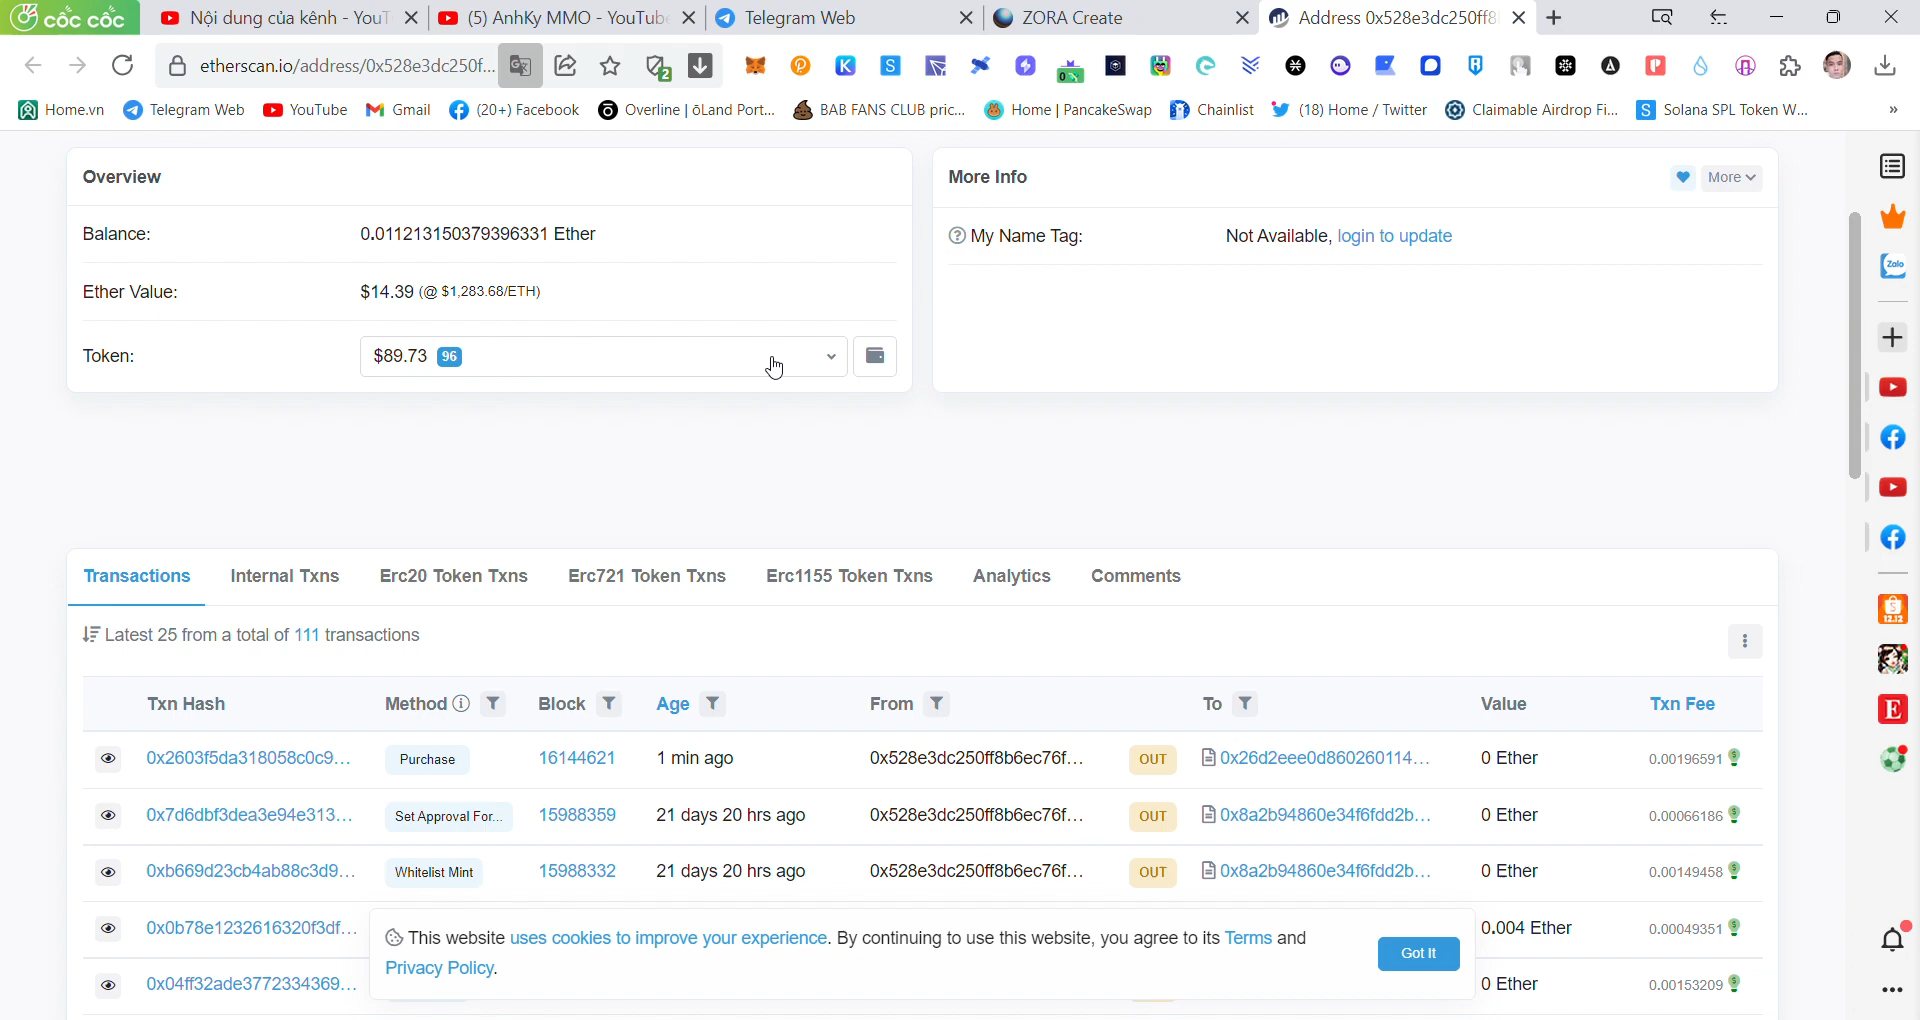 cốc cốc
Nội dung của kênh - YouT
(5) AnhKy MMO - YouTube
Telegram Web
ZORA Create
Address 0x528e3dc250ff8
etherscan.io/address/0x528e3dc250f...
2
0
Home.vn
Telegram Web
YouTube
Gmail
(20+) Facebook
Overline | ōLand Port...
BAB FANS CLUB pric...
Home | PancakeSwap
Chainlist
(18) Home / Twitter
Claimable Airdrop Fi...
Solana SPL Token W...
»
Overview
Balance: 0.011213150379396331 Ether
Ether Value: $14.39 (@ $1,283.68/ETH)
Token: $89.73 96
More Info
More
My Name Tag: Not Available, login to update
Zalo
Transactions Internal Txns Erc20 Token Txns Erc721 Token Txns Erc1155 Token Txns Analytics Comments
Latest 25 from a total of 111 transactions
12.12
Txn Hash Method Block Age From To Value Txn Fee
0x2603f5da318058c0c9... Purchase 16144621 1 min ago 0x528e3dc250ff8b6ec76f... OUT 0x26d2eee0d860260114... 0 Ether 0.00196591
0x7d6dbf3dea3e94e313... Set Approval For... 15988359 21 days 20 hrs ago 0x528e3dc250ff8b6ec76f... OUT 0x8a2b94860e34f6fdd2b... 0 Ether 0.00066186
0xb669d23cb4ab88c3d9... Whitelist Mint 15988332 21 days 20 hrs ago 0x528e3dc250ff8b6ec76f... OUT 0x8a2b94860e34f6fdd2b... 0 Ether 0.00149458
0x0b78e1232616320f3df... 0.004 Ether 0.00049351
0x04ff32ade3772334369... 0 Ether 0.00153209
This website uses cookies to improve your experience. By continuing to use this website, you agree to its Terms and
Privacy Policy.
Got It